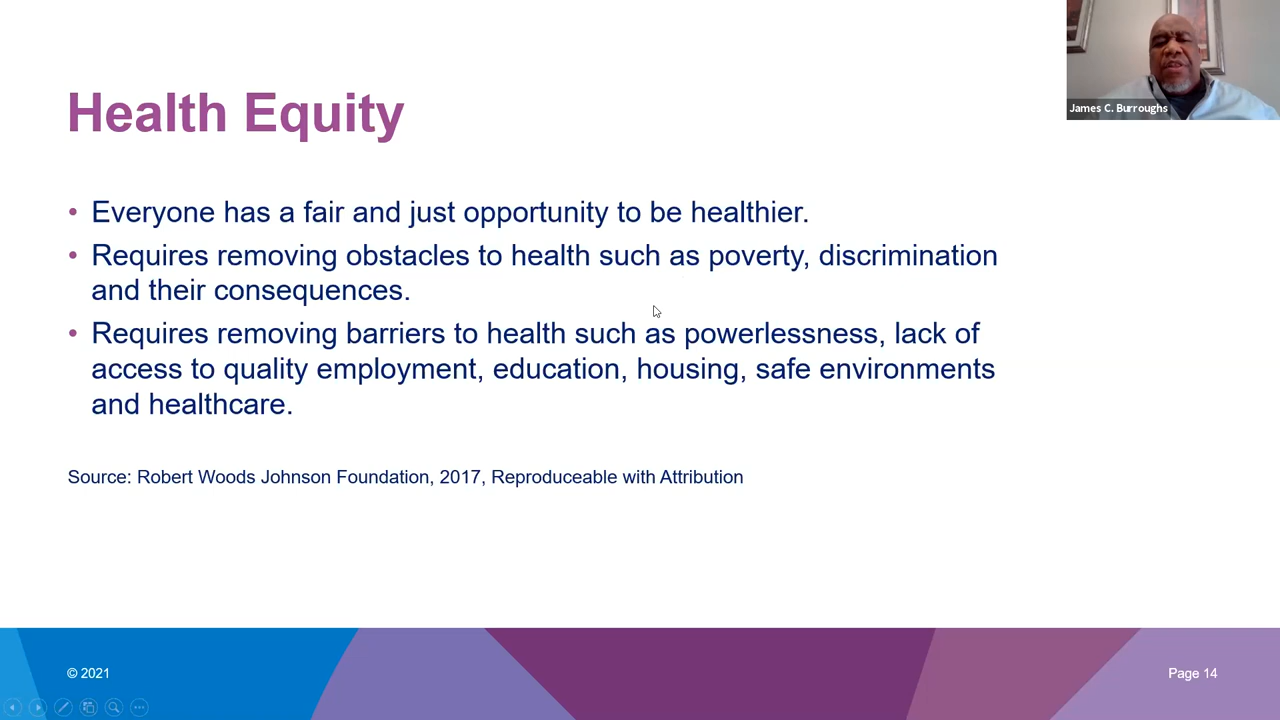 James C. Burroughs
Health Equity
• Everyone has a fair and just opportunity to be healthier.
• Requires removing obstacles to health such as poverty, discrimination
and their consequences.
• Requires removing barriers to health such as powerlessness, lack of
access to quality employment, education, housing, safe environments
and healthcare.
Source: Robert Woods Johnson Foundation, 2017, Reproduceable with Attribution
© 2021
Page 14